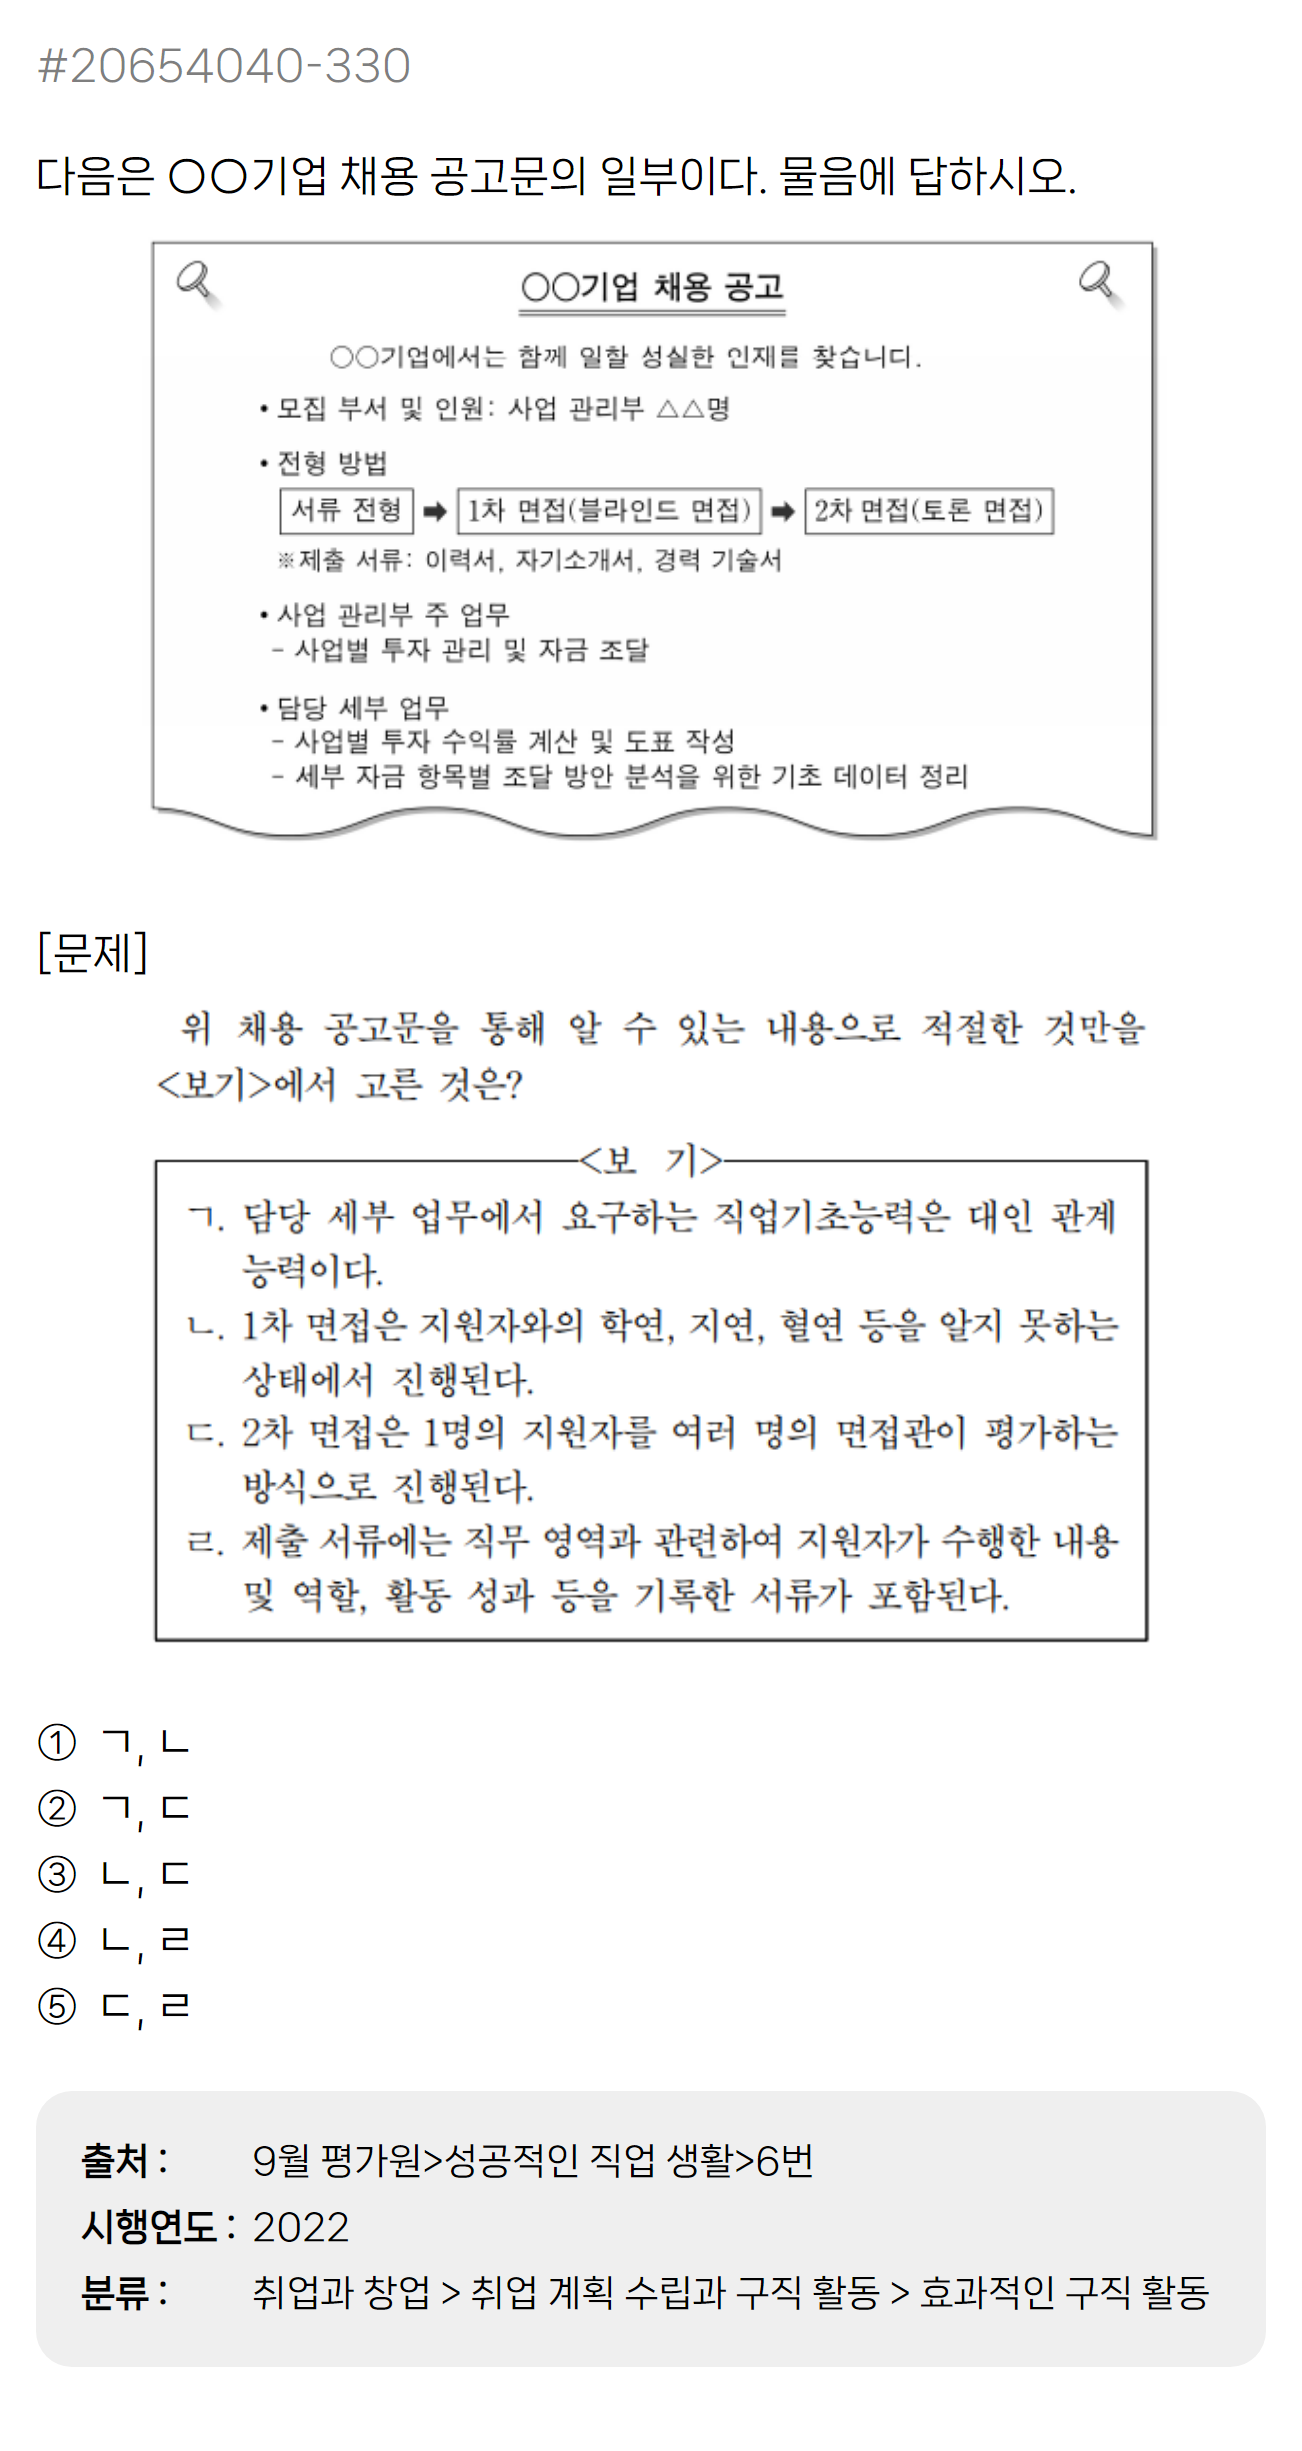 #20654040-330
다음은 ○○기업 채용 공고문의 일부이다. 물음에 답하시오.
○○기업 채용 공고
○○기업에서는 함께 일할 성실한 인재를 찾습니다.
• 모집 부서 및 인원: 사업 관리부 △△명
• 전형 방법
서류 전형 ➡ 1차 면접(블라인드 면접) ➡ 2차 면접(토론 면접)
※제출 서류: 이력서, 자기소개서, 경력 기술서
• 사업 관리부 주 업무
- 사업별 투자 관리 및 자금 조달
• 담당 세부 업무
- 사업별 투자 수익률 계산 및 도표 작성
- 세부 자금 항목별 조달 방안 분석을 위한 기초 데이터 정리
[문제]
위 채용 공고문을 통해 알 수 있는 내용으로 적절한 것만을
<보기>에서 고른 것은?
<보 기>
ㄱ. 담당 세부 업무에서 요구하는 직업기초능력은 대인 관계
능력이다.
ㄴ. 1차 면접은 지원자와의 학연, 지연, 혈연 등을 알지 못하는
상태에서 진행된다.
ㄷ. 2차 면접은 1명의 지원자를 여러 명의 면접관이 평가하는
방식으로 진행된다.
ㄹ. 제출 서류에는 직무 영역과 관련하여 지원자가 수행한 내용
및 역할, 활동 성과 등을 기록한 서류가 포함된다.
① ㄱ, ㄴ
② ㄱ, ㄷ
③ ㄴ, ㄷ
④ ㄴ, ㄹ
⑤ ㄷ, ㄹ
출처 : 9월 평가원>성공적인 직업 생활>6번
시행연도 : 2022
분류 : 취업과 창업 > 취업 계획 수립과 구직 활동 > 효과적인 구직 활동